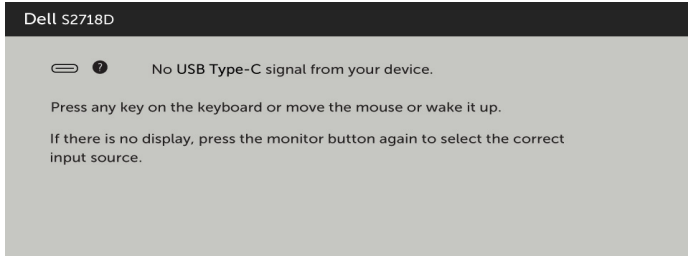 Dell S2718D
? No USB Type-C signal from your device.
Press any key on the keyboard or move the mouse or wake it up.
If there is no display, press the monitor button again to select the correct
input source.